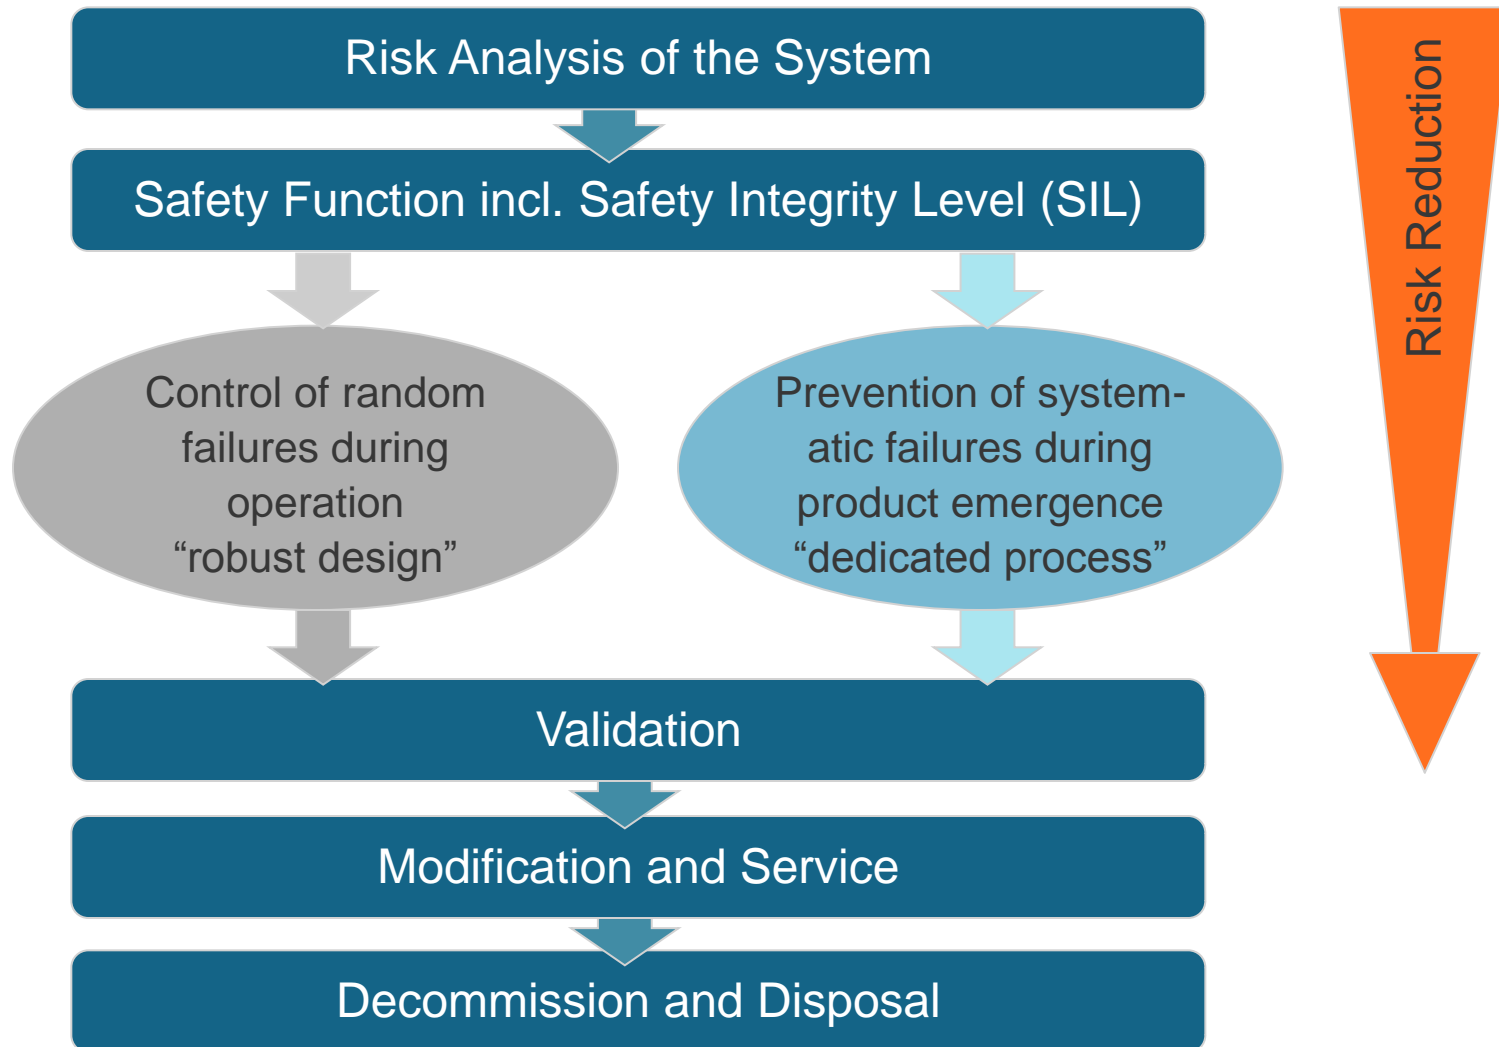 Risk Analysis of the System
Safety Function incl. Safety Integrity Level (SIL)
Control of random
failures during
operation
“robust design”
Prevention of system-
atic failures during
product emergence
“dedicated process”
Validation
Modification and Service
Decommission and Disposal
Risk Reduction